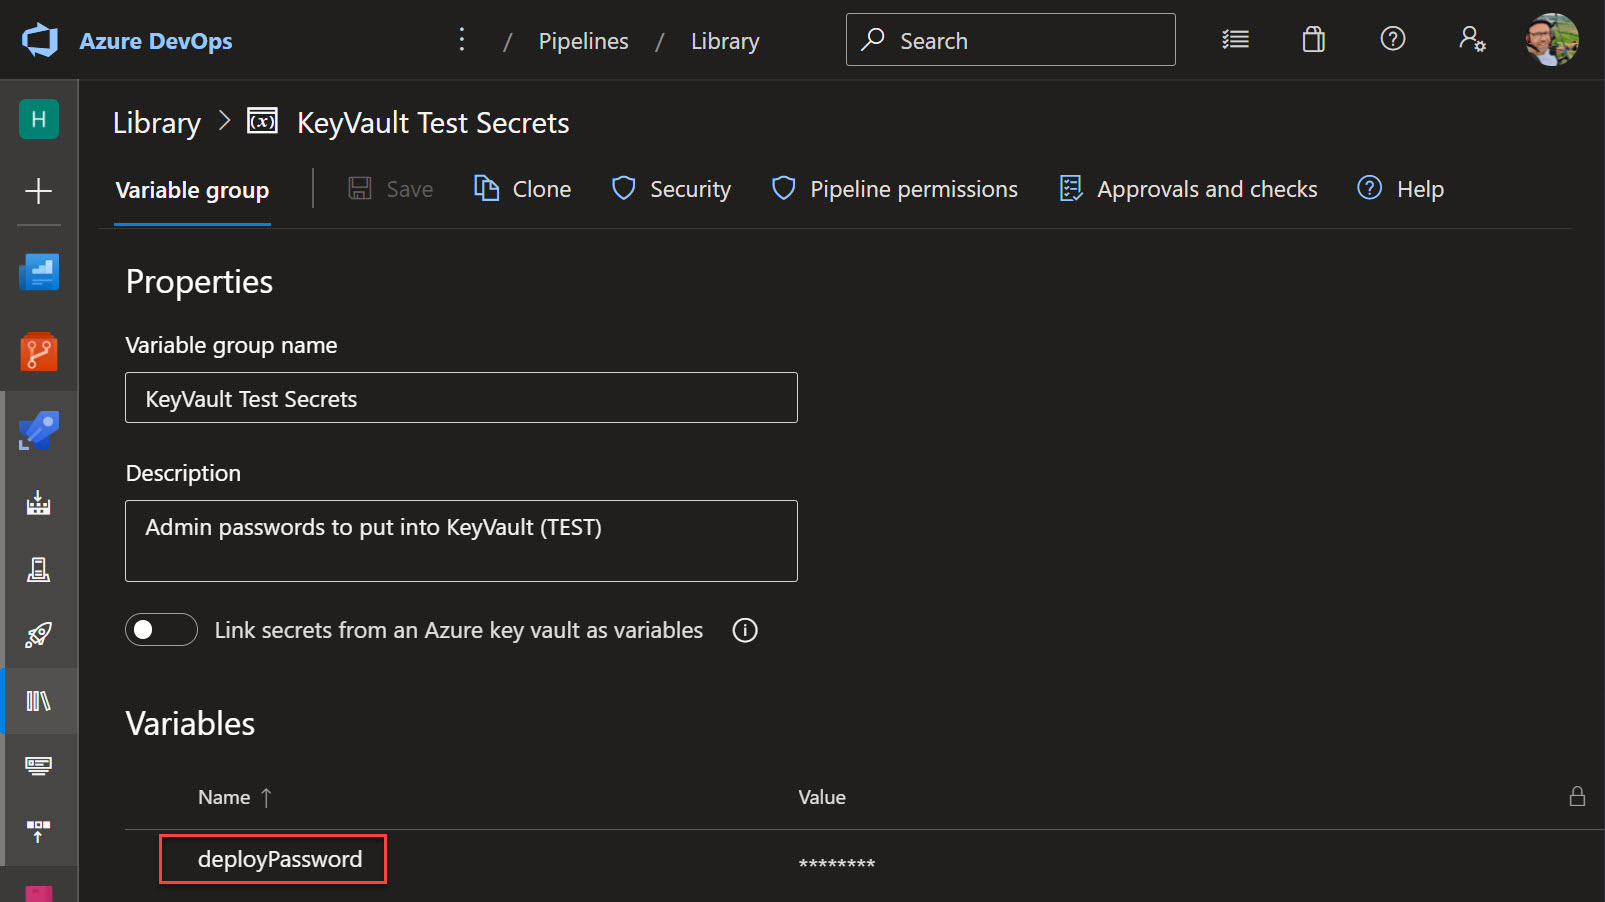 Azure DevOps
/ Pipelines / Library
Search
H
Library > (x) KeyVault Test Secrets
Variable group
Save
Clone
Security
Pipeline permissions
Approvals and checks
Help
Properties
Variable group name
KeyVault Test Secrets
Description
Admin passwords to put into KeyVault (TEST)
Link secrets from an Azure key vault as variables
Variables
Name ↑ Value
deployPassword ********